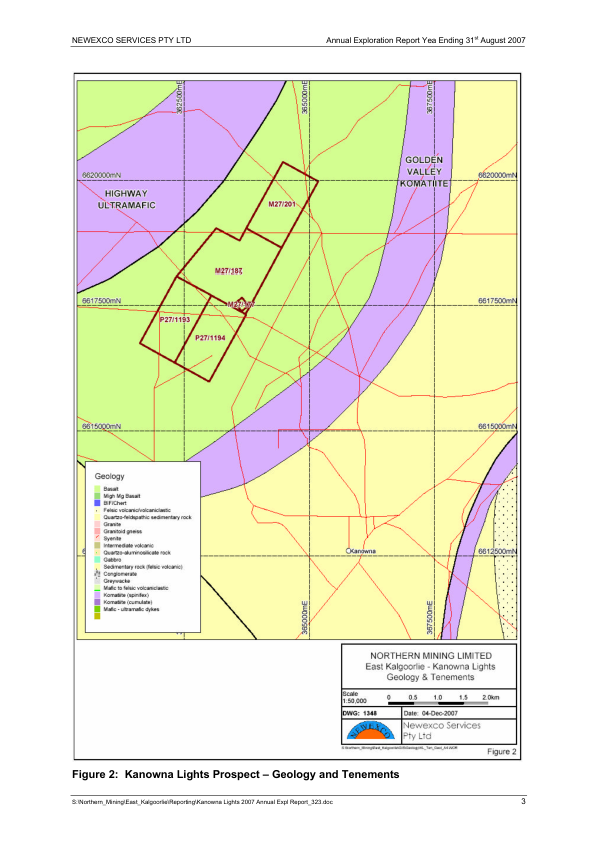 NEWEXCO SERVICES PTY LTD Annual Exploration Report Yea Ending 31st August 2007
362500mE
365000mE
367500mE
GOLDEN
VALLEY
KOMATIITE
6620000mN
6620000mN
HIGHWAY
ULTRAMAFIC
M27/201
M27/187
6617500mN
6617500mN
P27/1193
P27/1194
6615000mN
6615000mN
Geology
Basalt
High Mg Basalt
BIF/Chert
Felsic volcanic/volcaniclastic
Quartzo-feldspathic sedimentary rock
Granite
Granitoid gneiss
Syenite
Intermediate volcanic
Quartzo-aluminosilicate rock
Gabbro
Sedimentary rock (felsic volcanic)
Conglomerate
Greywacke
Mafic to felsic volcaniclastic
Komatiite (spinifex)
Komatiite (cumulate)
Mafic - ultramafic dykes
Kanowna
6612500mN
365000mE
367500mE
NORTHERN MINING LIMITED
East Kalgoorlie - Kanowna Lights
Geology & Tenements
Scale
1:50,000
0 0.5 1.0 1.5 2.0km
DWG: 1348 Date: 04-Dec-2007
NEWEXCO
Newexco Services
Pty Ltd
Figure 2
Figure 2: Kanowna Lights Prospect – Geology and Tenements
S:\Northern_Mining\East_Kalgoorlie\Reporting\Kanowna Lights 2007 Annual Expl Report_323.doc 3